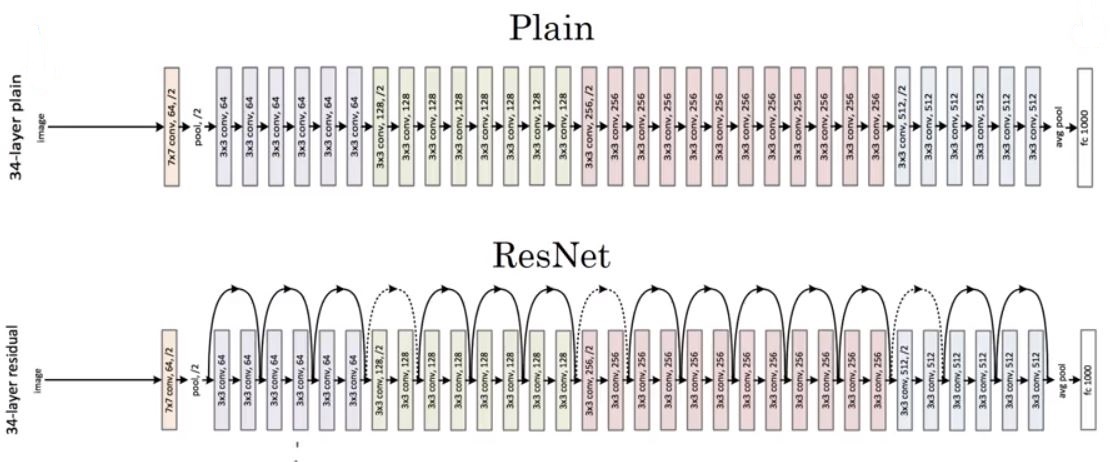 Plain
34-layer plain
image
7x7 conv, 64, /2
pool, /2
3x3 conv, 64
3x3 conv, 64
3x3 conv, 64
3x3 conv, 64
3x3 conv, 64
3x3 conv, 64
3x3 conv, 128, /2
3x3 conv, 128
3x3 conv, 128
3x3 conv, 128
3x3 conv, 128
3x3 conv, 128
3x3 conv, 128
3x3 conv, 128
3x3 conv, 256, /2
3x3 conv, 256
3x3 conv, 256
3x3 conv, 256
3x3 conv, 256
3x3 conv, 256
3x3 conv, 256
3x3 conv, 256
3x3 conv, 256
3x3 conv, 256
3x3 conv, 256
3x3 conv, 256
3x3 conv, 512, /2
3x3 conv, 512
3x3 conv, 512
3x3 conv, 512
3x3 conv, 512
3x3 conv, 512
avg pool
fc 1000
ResNet
34-layer residual
image
7x7 conv, 64, /2
pool, /2
3x3 conv, 64
3x3 conv, 64
3x3 conv, 64
3x3 conv, 64
3x3 conv, 64
3x3 conv, 64
3x3 conv, 128, /2
3x3 conv, 128
3x3 conv, 128
3x3 conv, 128
3x3 conv, 128
3x3 conv, 128
3x3 conv, 128
3x3 conv, 128
3x3 conv, 256, /2
3x3 conv, 256
3x3 conv, 256
3x3 conv, 256
3x3 conv, 256
3x3 conv, 256
3x3 conv, 256
3x3 conv, 256
3x3 conv, 256
3x3 conv, 256
3x3 conv, 256
3x3 conv, 256
3x3 conv, 512, /2
3x3 conv, 512
3x3 conv, 512
3x3 conv, 512
3x3 conv, 512
3x3 conv, 512
avg pool
fc 1000